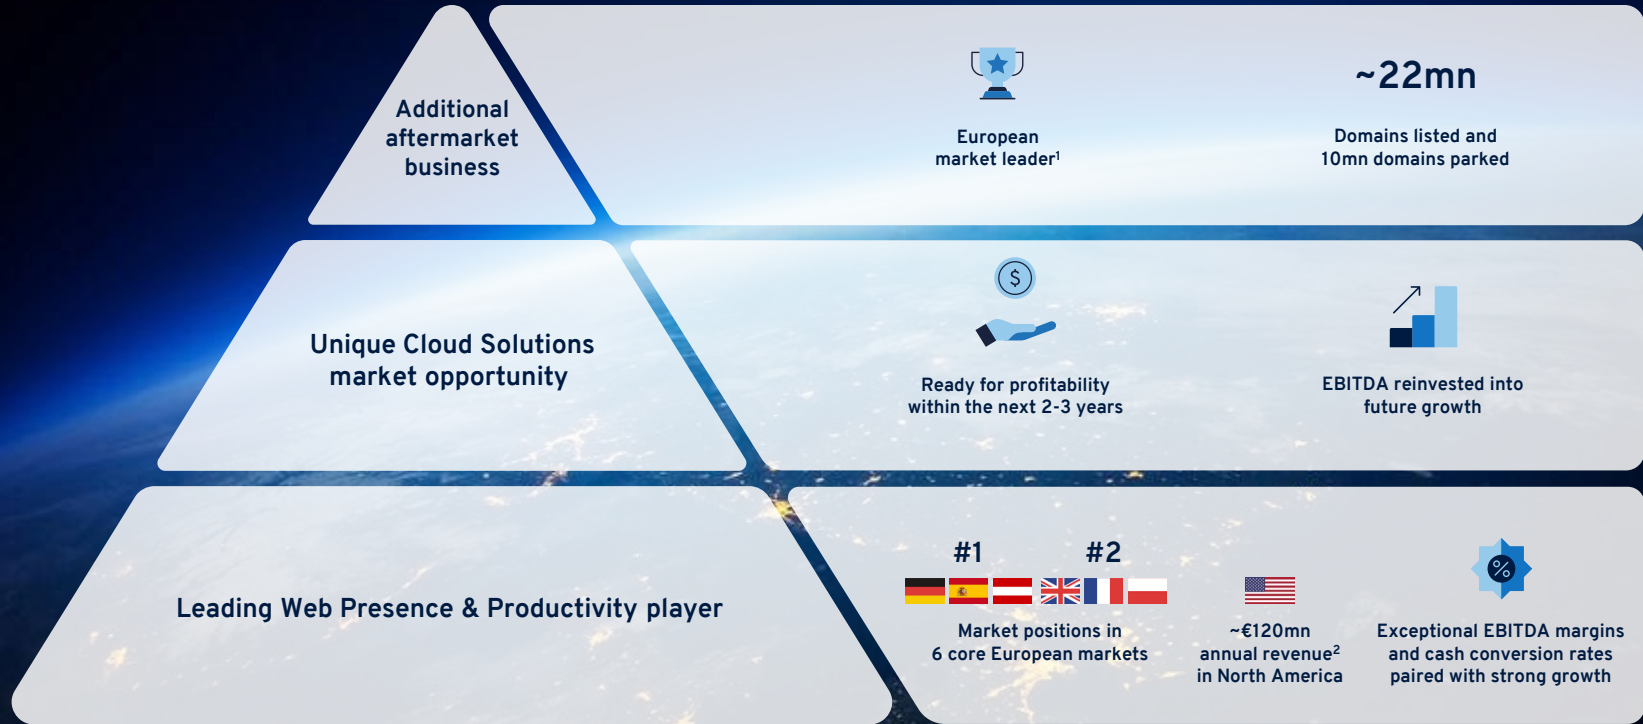 Additional
aftermarket
business
European
market leader¹
~22mn
Domains listed and
10mn domains parked
Unique Cloud Solutions
market opportunity
$
Ready for profitability
within the next 2-3 years
EBITDA reinvested into
future growth
Leading Web Presence & Productivity player
#1
#2
Market positions in
6 core European markets
~€120mn
annual revenue²
in North America
%
Exceptional EBITDA margins
and cash conversion rates
paired with strong growth